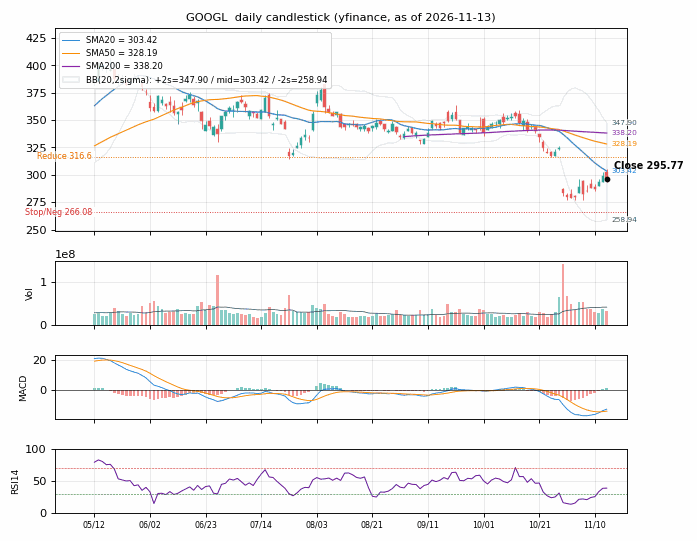 GOOGL  daily candlestick (yfinance, as of 2026-11-13)
SMA20 = 303.42
SMA50 = 328.19
SMA200 = 338.20
BB(20,2sigma): +2s=347.90 / mid=303.42 / -2s=258.94
425
400
375
350
325
300
275
250
Reduce 316.6
Stop/Neg 266.08
347.90
338.20
328.19
Close 295.77
303.42
258.94
1e8
Vol
1
0
MACD
20
0
RSI14
100
50
0
05/12
06/02
06/23
07/14
08/03
08/21
09/11
10/01
10/21
11/10